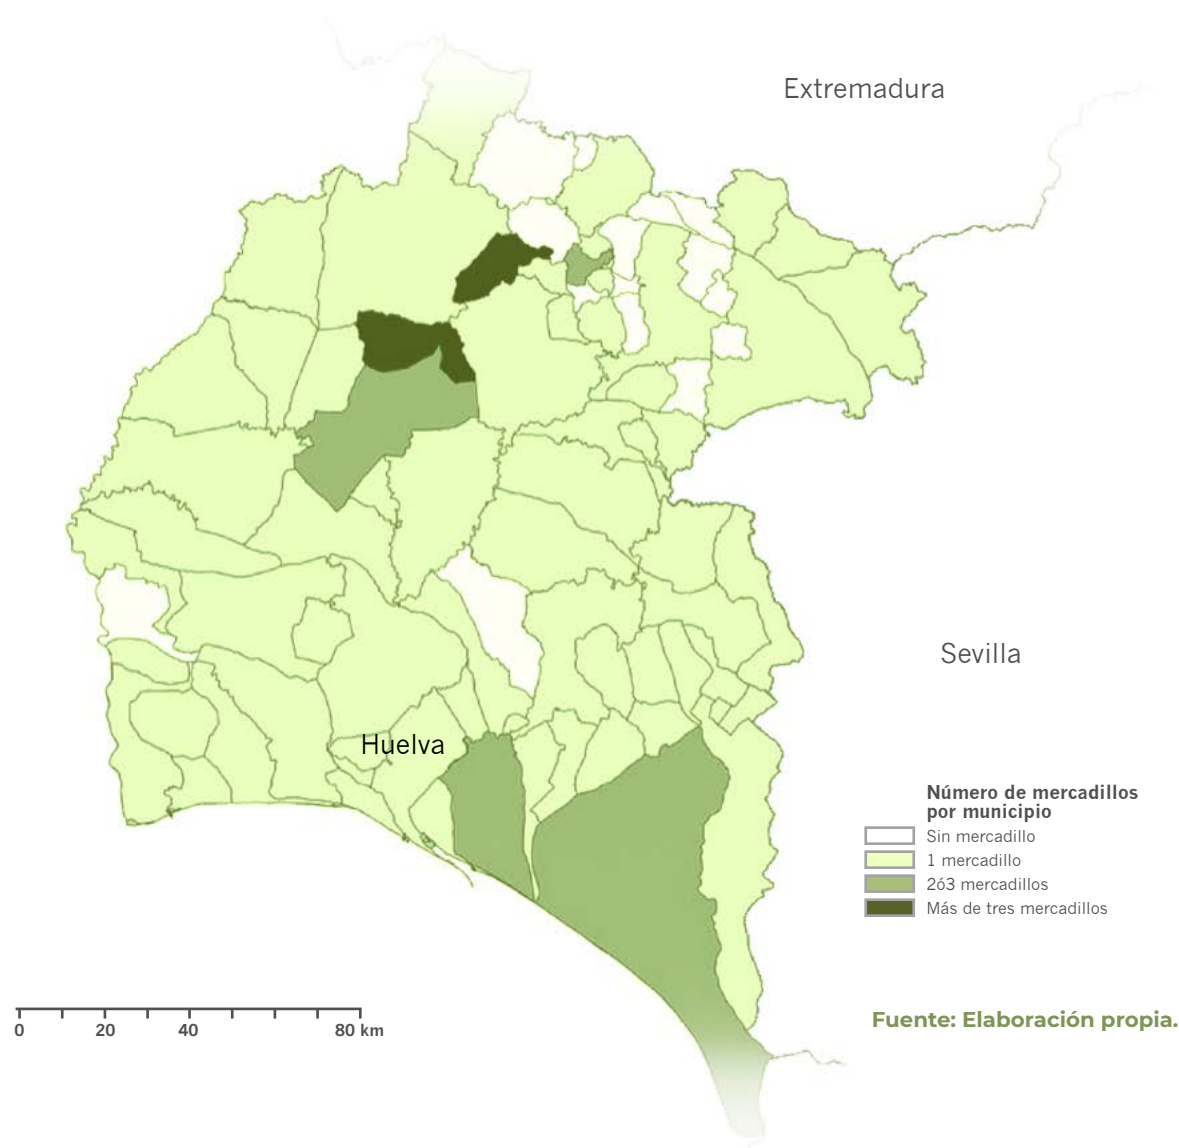 Extremadura
Sevilla
Huelva
Número de mercadillos
por municipio
Sin mercadillo
1 mercadillo
2ó3 mercadillos
Más de tres mercadillos
0 20 40 80 km
Fuente: Elaboración propia.